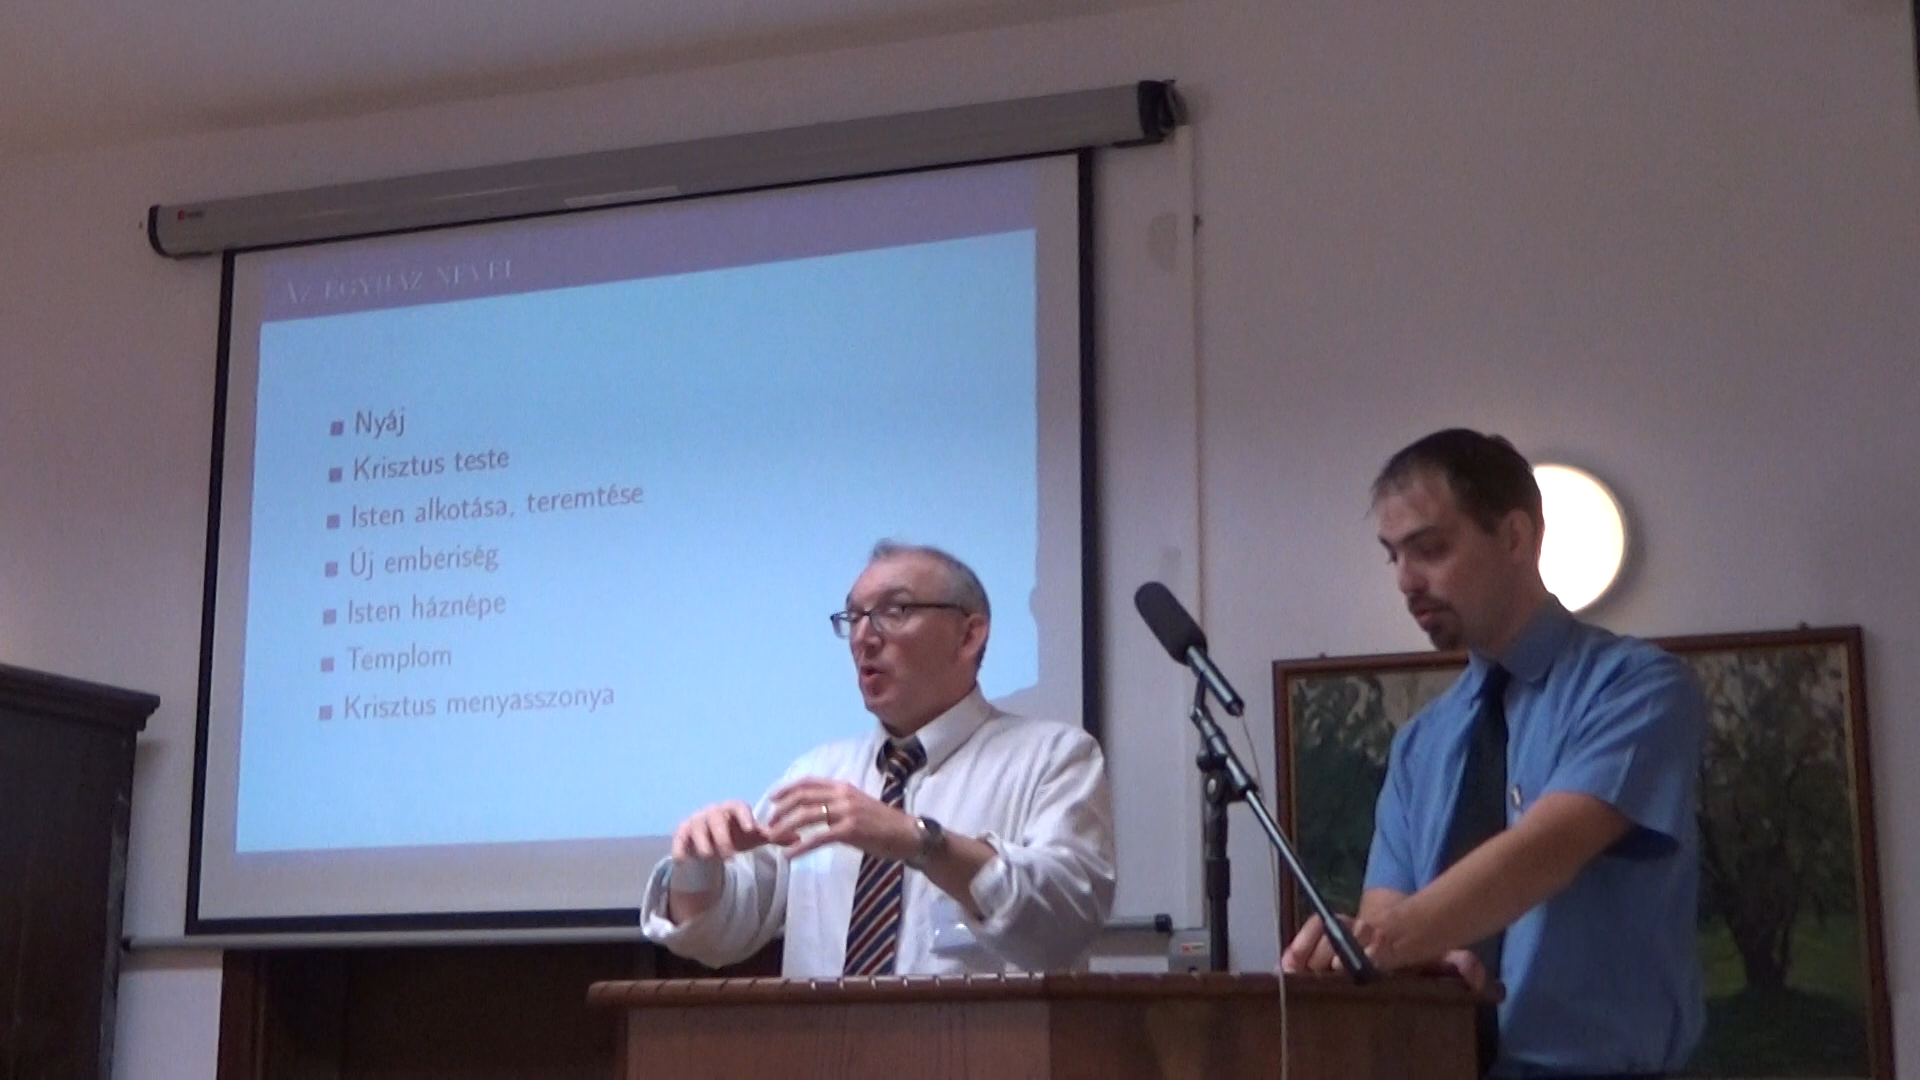 Az egyház nevei
Nyáj
Krisztus teste
Isten alkotása, teremtése
Új emberiség
Isten háznépe
Templom
Krisztus menyasszonya